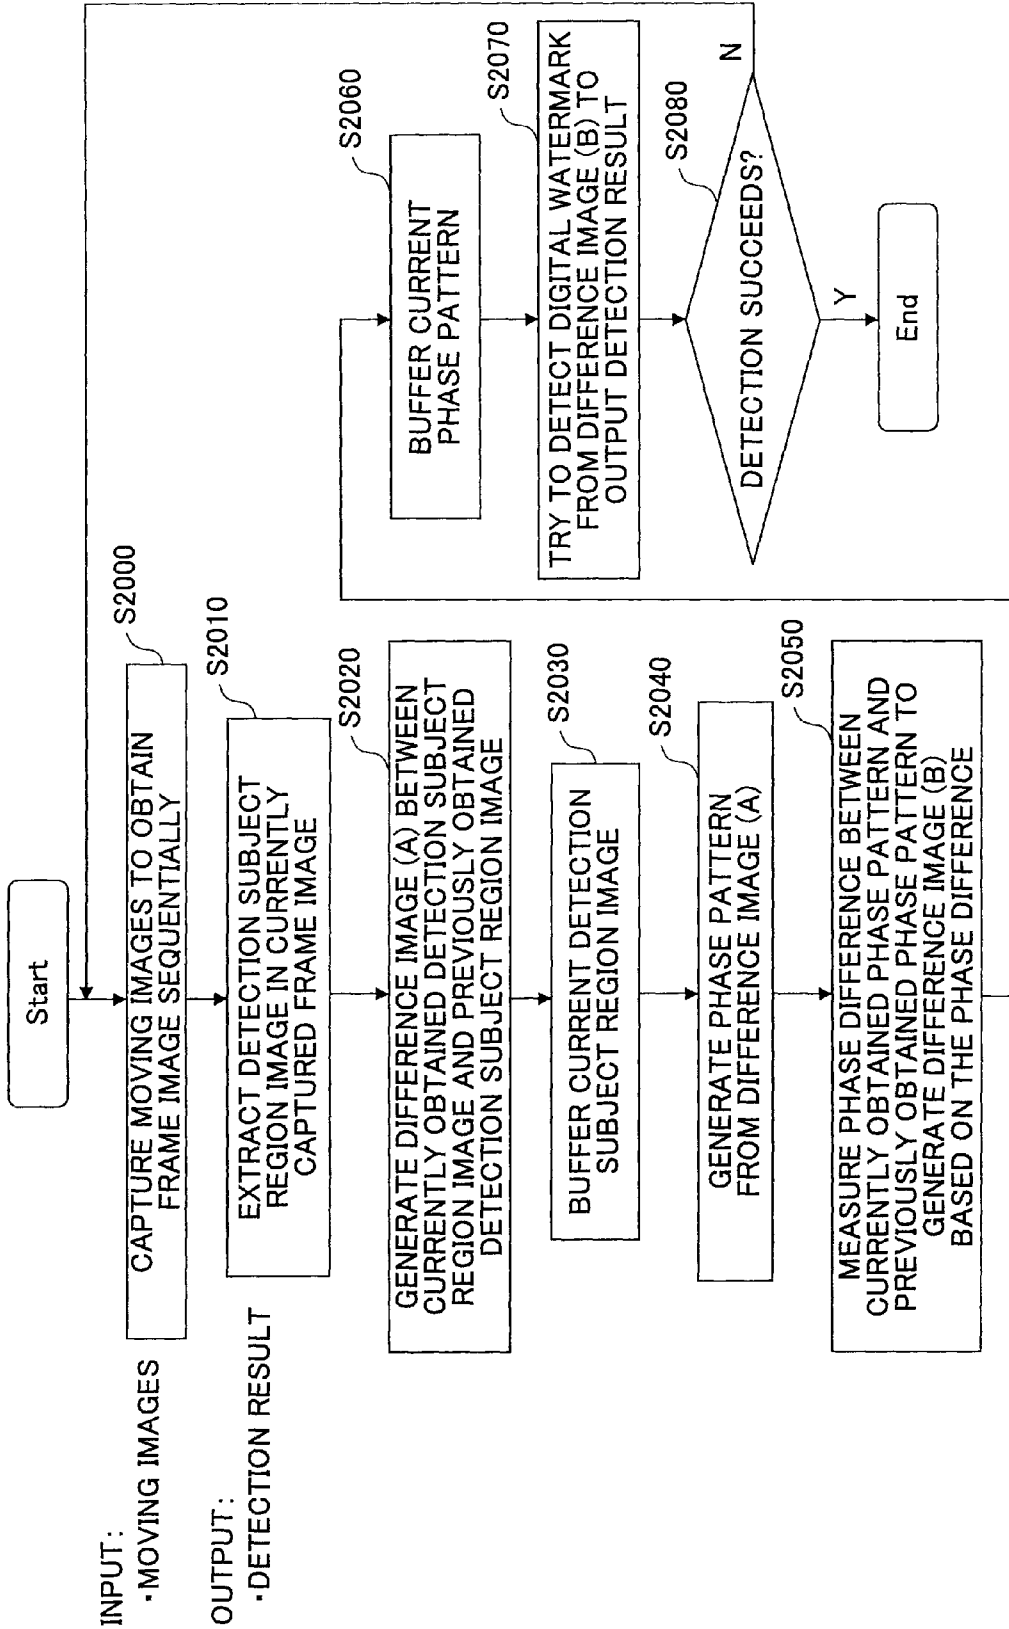 INPUT:
・MOVING IMAGES
OUTPUT:
・DETECTION RESULT
Start
CAPTURE MOVING IMAGES TO OBTAIN
FRAME IMAGE SEQUENTIALLY
S2000
EXTRACT DETECTION SUBJECT
REGION IMAGE IN CURRENTLY
CAPTURED FRAME IMAGE
S2010
GENERATE DIFFERENCE IMAGE (A) BETWEEN
CURRENTLY OBTAINED DETECTION SUBJECT
REGION IMAGE AND PREVIOUSLY OBTAINED
DETECTION SUBJECT REGION IMAGE
S2020
BUFFER CURRENT DETECTION
SUBJECT REGION IMAGE
S2030
GENERATE PHASE PATTERN
FROM DIFFERENCE IMAGE (A)
S2040
MEASURE PHASE DIFFERENCE BETWEEN
CURRENTLY OBTAINED PHASE PATTERN AND
PREVIOUSLY OBTAINED PHASE PATTERN TO
GENERATE DIFFERENCE IMAGE (B)
BASED ON THE PHASE DIFFERENCE
S2050
BUFFER CURRENT
PHASE PATTERN
S2060
TRY TO DETECT DIGITAL WATERMARK
FROM DIFFERENCE IMAGE (B) TO
OUTPUT DETECTION RESULT
S2070
DETECTION SUCCEEDS?
S2080
N
Y
End